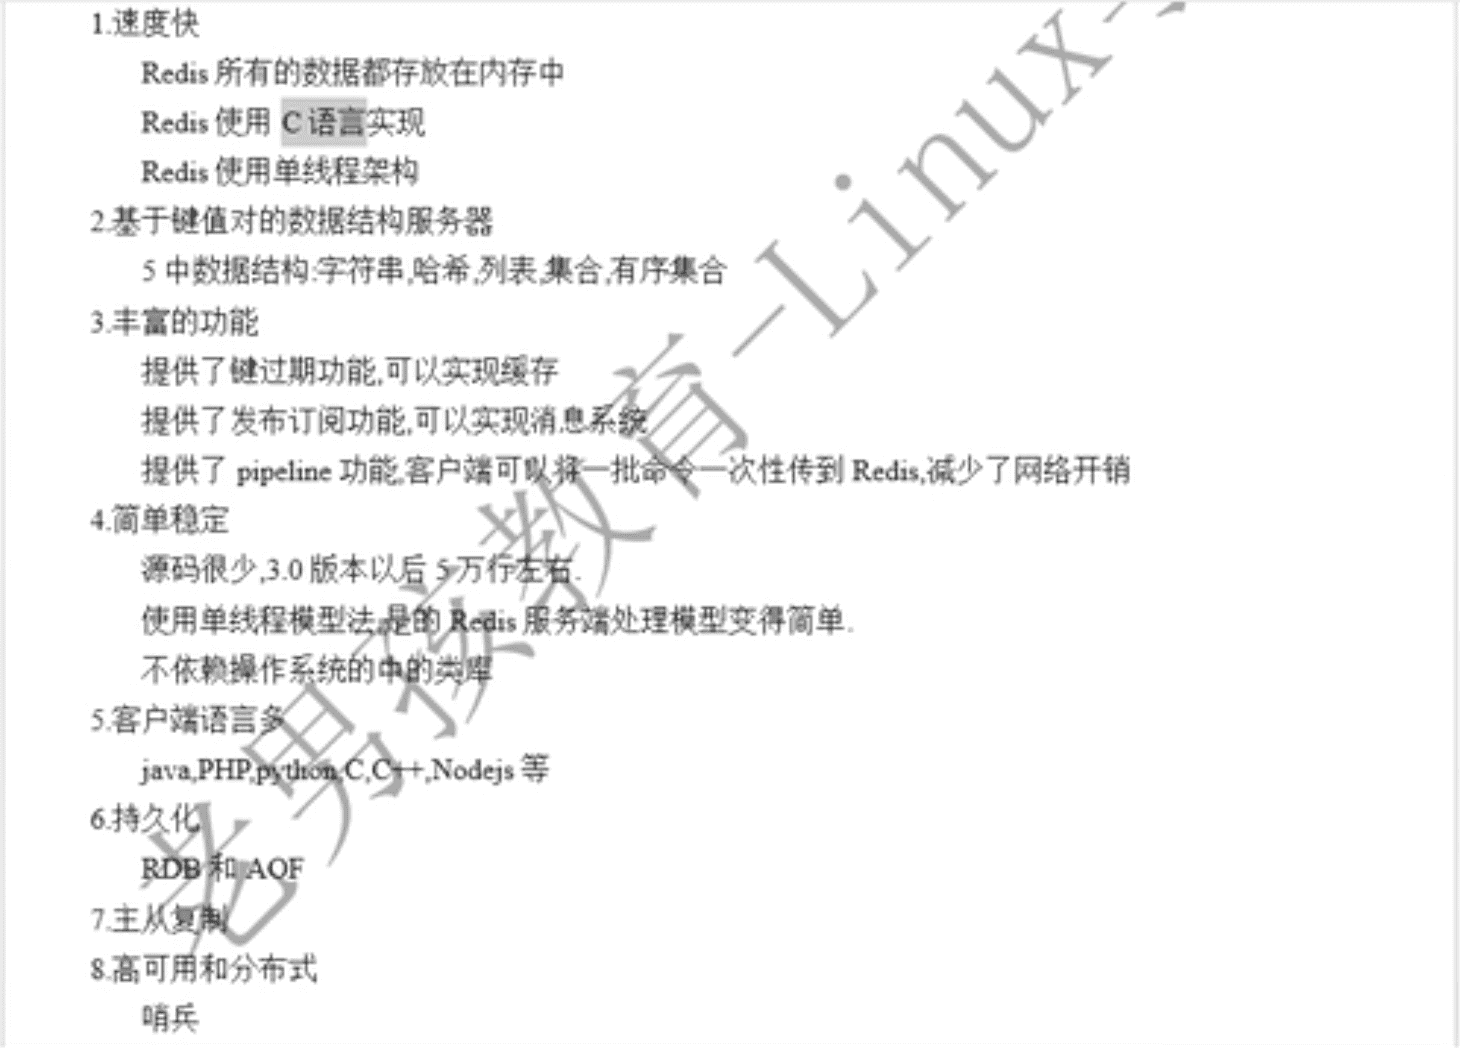 1.速度快
Redis 所有的数据都存放在内存中
Redis 使用 C 语言实现
Redis 使用单线程架构
2.基于键值对的数据结构服务器
5 中数据结构:字符串,哈希,列表,集合,有序集合
3.丰富的功能
提供了键过期功能,可以实现缓存
提供了发布订阅功能,可以实现消息系统
提供了 pipeline 功能,客户端可以将一批命令一次性传到 Redis,减少了网络开销
4.简单稳定
源码很少,3.0 版本以后 5 万行左右.
使用单线程模型法,是的 Redis 服务端处理模型变得简单.
不依赖操作系统的中的类库
5.客户端语言多
java,PHP,python,C,C++,Nodejs 等
6.持久化
RDB 和 AOF
7.主从复制
8.高可用和分布式
哨兵
老男孩教育-Linux-